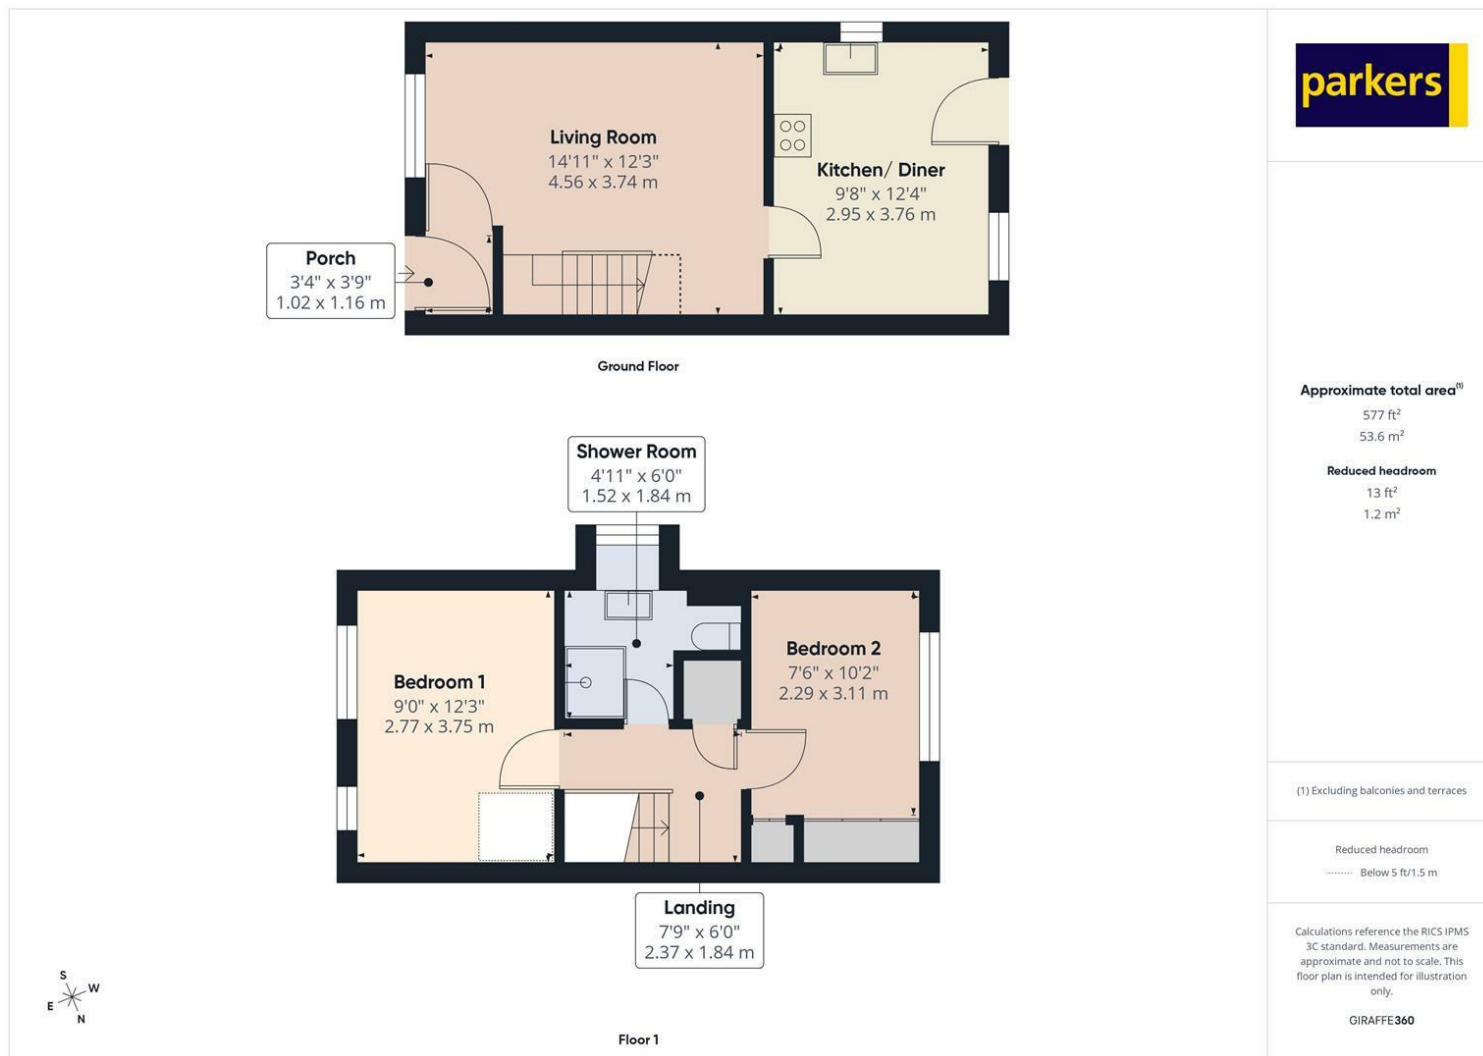 Living Room
14'11" x 12'3"
4.56 x 3.74 m
Kitchen/ Diner
9'8" x 12'4"
2.95 x 3.76 m
Porch
3'4" x 3'9"
1.02 x 1.16 m
Ground Floor
Shower Room
4'11" x 6'0"
1.52 x 1.84 m
Bedroom 1
9'0" x 12'3"
2.77 x 3.75 m
Bedroom 2
7'6" x 10'2"
2.29 x 3.11 m
Landing
7'9" x 6'0"
2.37 x 1.84 m
S
W
E
N
Floor 1
parkers
Approximate total area⁽¹⁾
577 ft²
53.6 m²
Reduced headroom
13 ft²
1.2 m²
(1) Excluding balconies and terraces
Reduced headroom
Below 5 ft/1.5 m
Calculations reference the RICS IPMS
3C standard. Measurements are
approximate and not to scale. This
floor plan is intended for illustration
only.
GIRAFFE360